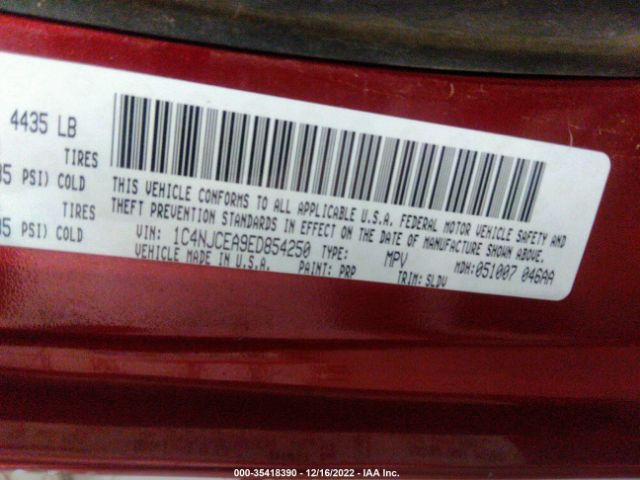 4435 LB
TIRES
35 PSI) COLD
TIRES
35 PSI) COLD
THIS VEHICLE CONFORMS TO ALL APPLICABLE U.S.A. FEDERAL MOTOR VEHICLE SAFETY AND
THEFT PREVENTION STANDARDS IN EFFECT ON THE DATE OF MANUFACTURE SHOWN ABOVE.
VIN: 1C4NJCEA9ED854250 TYPE: MPV MDH:051007 046AA
VEHICLE MADE IN U.S.A. PAINT: PRP TRIM: SLDV
000-35418390 - 12/16/2022 - IAA Inc.